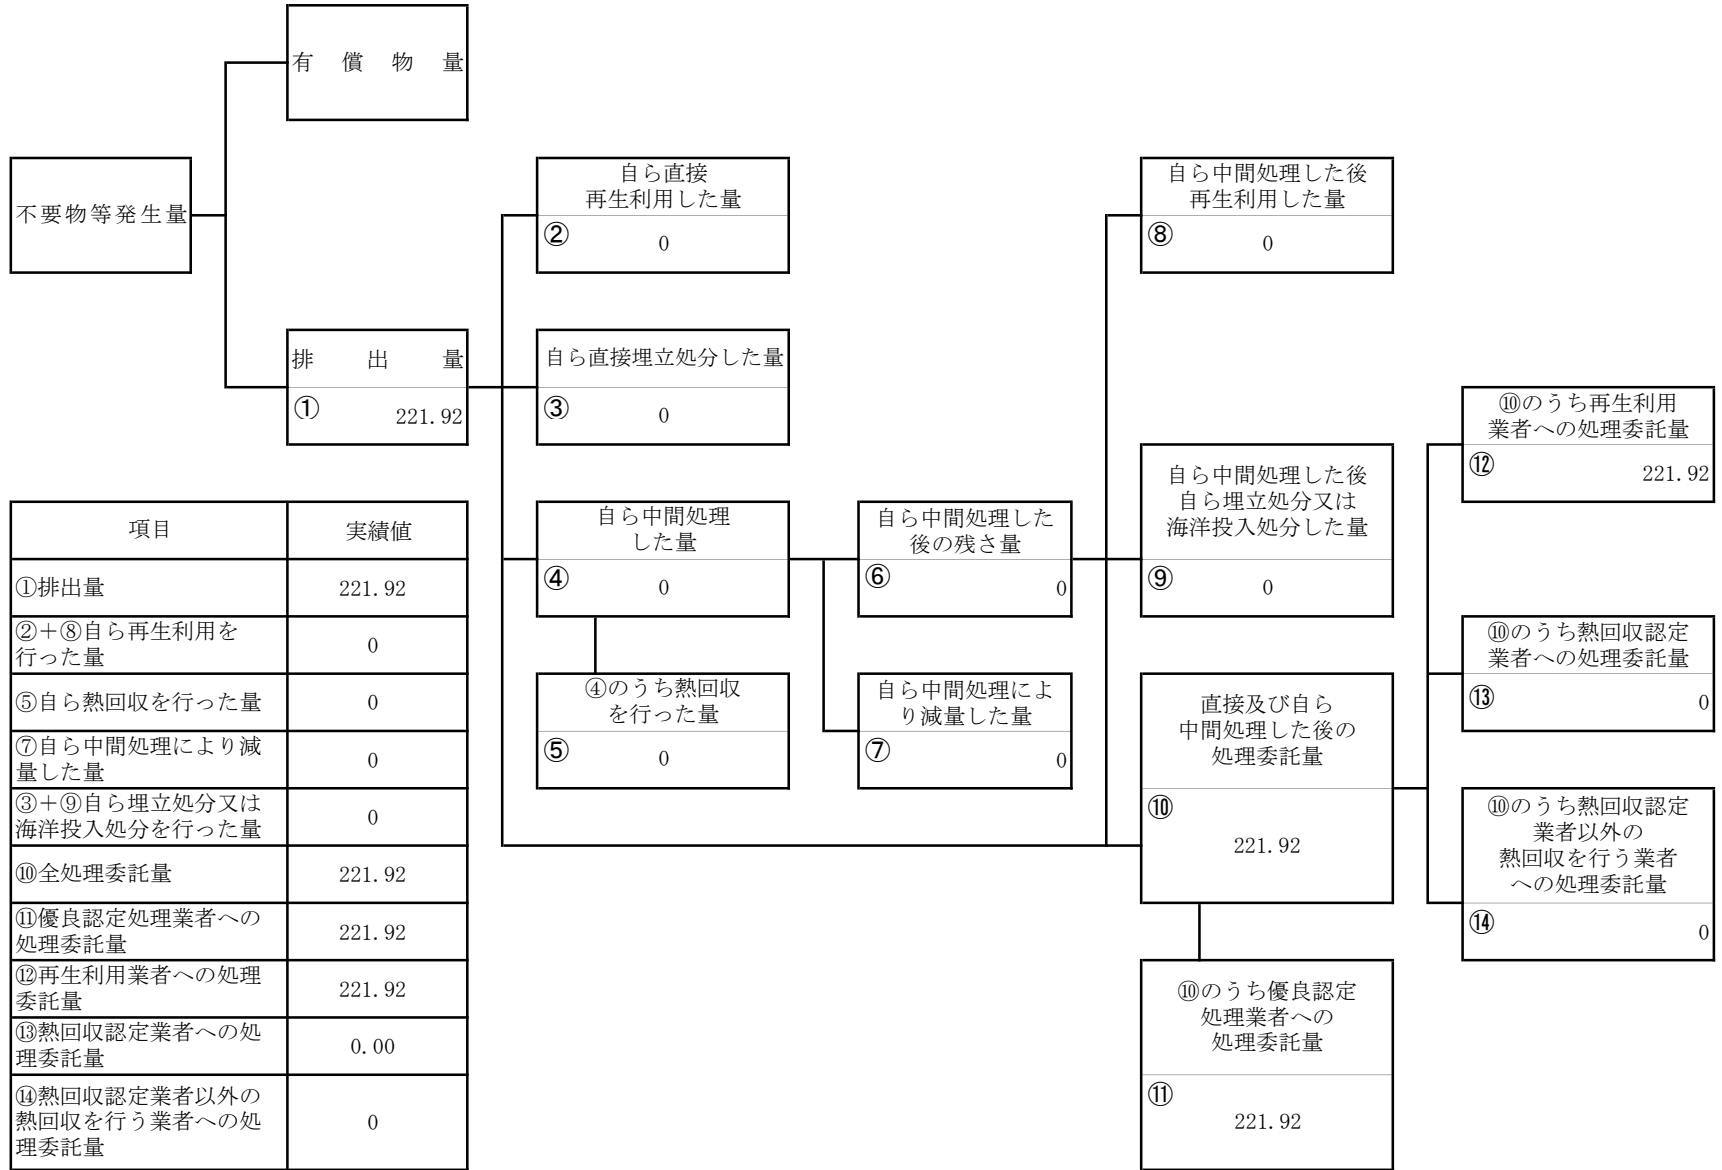 有償物量
不要物等発生量
自ら直接
再生利用した量
②
0
自ら中間処理した後
再生利用した量
⑧
0
排出量
①
221.92
自ら直接埋立処分した量
③
0
⑩のうち再生利用
業者への処理委託量
⑫
221.92
自ら中間処理
した量
④
0
自ら中間処理した
後の残さ量
⑥
0
自ら中間処理した後
自ら埋立処分又は
海洋投入処分した量
⑨
0
⑩のうち熱回収認定
業者への処理委託量
⑬
0
④のうち熱回収
を行った量
⑤
0
自ら中間処理によ
り減量した量
⑦
0
直接及び自ら
中間処理した後の
処理委託量
⑩
221.92
⑩のうち熱回収認定
業者以外の
熱回収を行う業者
への処理委託量
⑭
0
⑩のうち優良認定
処理業者への
処理委託量
⑪
221.92
項目 実績値
①排出量 221.92
②+⑧自ら再生利用を
行った量 0
⑤自ら熱回収を行った量 0
⑦自ら中間処理により減
量した量 0
③+⑨自ら埋立処分又は
海洋投入処分を行った量 0
⑩全処理委託量 221.92
⑪優良認定処理業者への
処理委託量 221.92
⑫再生利用業者への処理
委託量 221.92
⑬熱回収認定業者への処
理委託量 0.00
⑭熱回収認定業者以外の
熱回収を行う業者への処
理委託量 0